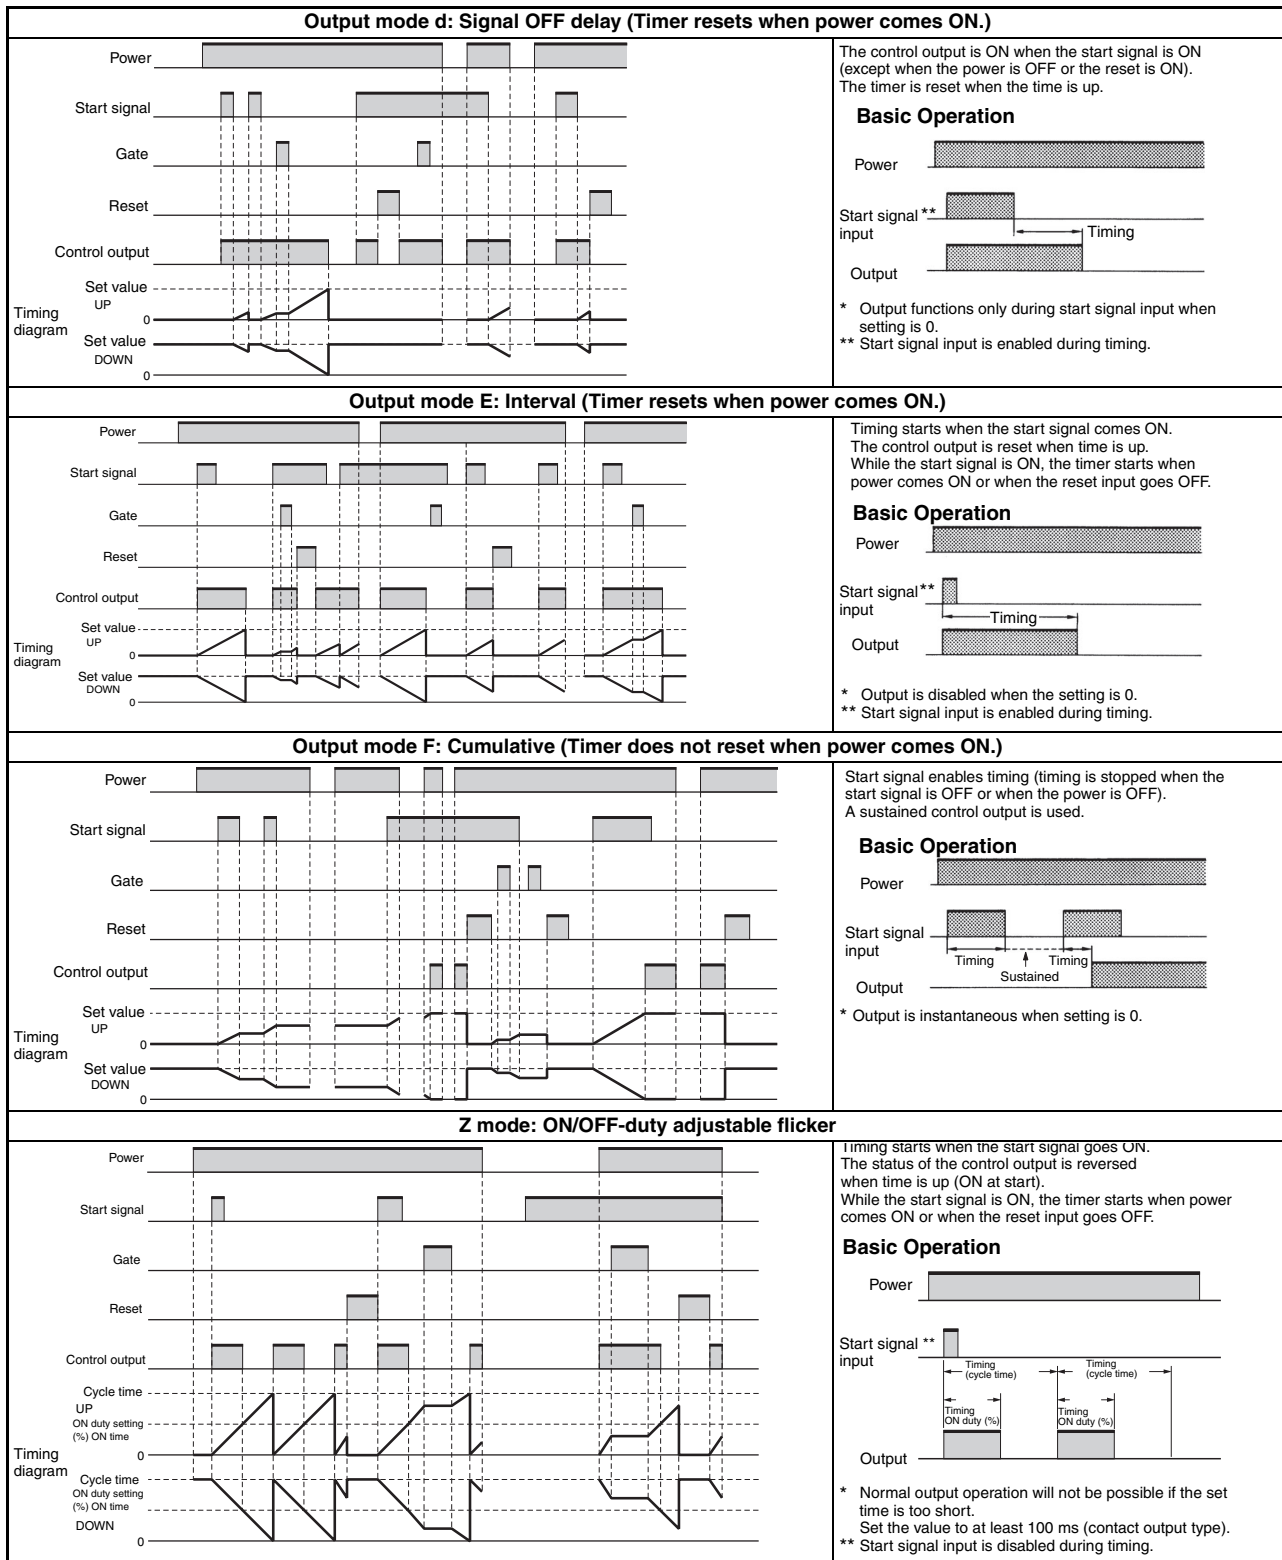 Output mode d: Signal OFF delay (Timer resets when power comes ON.)
Power
Start signal
Gate
Reset
Control output
Set value
UP
0
Timing
diagram
Set value
DOWN
0
The control output is ON when the start signal is ON
(except when the power is OFF or the reset is ON).
The timer is reset when the time is up.
Basic Operation
Power
Start signal **
input
Timing
Output
* Output functions only during start signal input when
setting is 0.
** Start signal input is enabled during timing.
Output mode E: Interval (Timer resets when power comes ON.)
Power
Start signal
Gate
Reset
Control output
Set value
UP
0
Timing
diagram
Set value
DOWN
0
Timing starts when the start signal comes ON.
The control output is reset when time is up.
While the start signal is ON, the timer starts when
power comes ON or when the reset input goes OFF.
Basic Operation
Power
Start signal **
input
Timing
Output
* Output is disabled when the setting is 0.
** Start signal input is enabled during timing.
Output mode F: Cumulative (Timer does not reset when power comes ON.)
Power
Start signal
Gate
Reset
Control output
Set value
UP
0
Timing
diagram
Set value
DOWN
0
Start signal enables timing (timing is stopped when the
start signal is OFF or when the power is OFF).
A sustained control output is used.
Basic Operation
Power
Start signal
input
Timing Timing
Sustained
Output
* Output is instantaneous when setting is 0.
Z mode: ON/OFF-duty adjustable flicker
Power
Start signal
Gate
Reset
Control output
Cycle time
UP
ON duty setting
(%) ON time
0
Timing
diagram
Cycle time
ON duty setting
(%) ON time
DOWN
0
Timing starts when the start signal goes ON.
The status of the control output is reversed
when time is up (ON at start).
While the start signal is ON, the timer starts when power
comes ON or when the reset input goes OFF.
Basic Operation
Power
Start signal **
input
Timing Timing
(cycle time) (cycle time)
Timing Timing
ON duty (%) ON duty (%)
Output
* Normal output operation will not be possible if the set
time is too short.
Set the value to at least 100 ms (contact output type).
** Start signal input is disabled during timing.